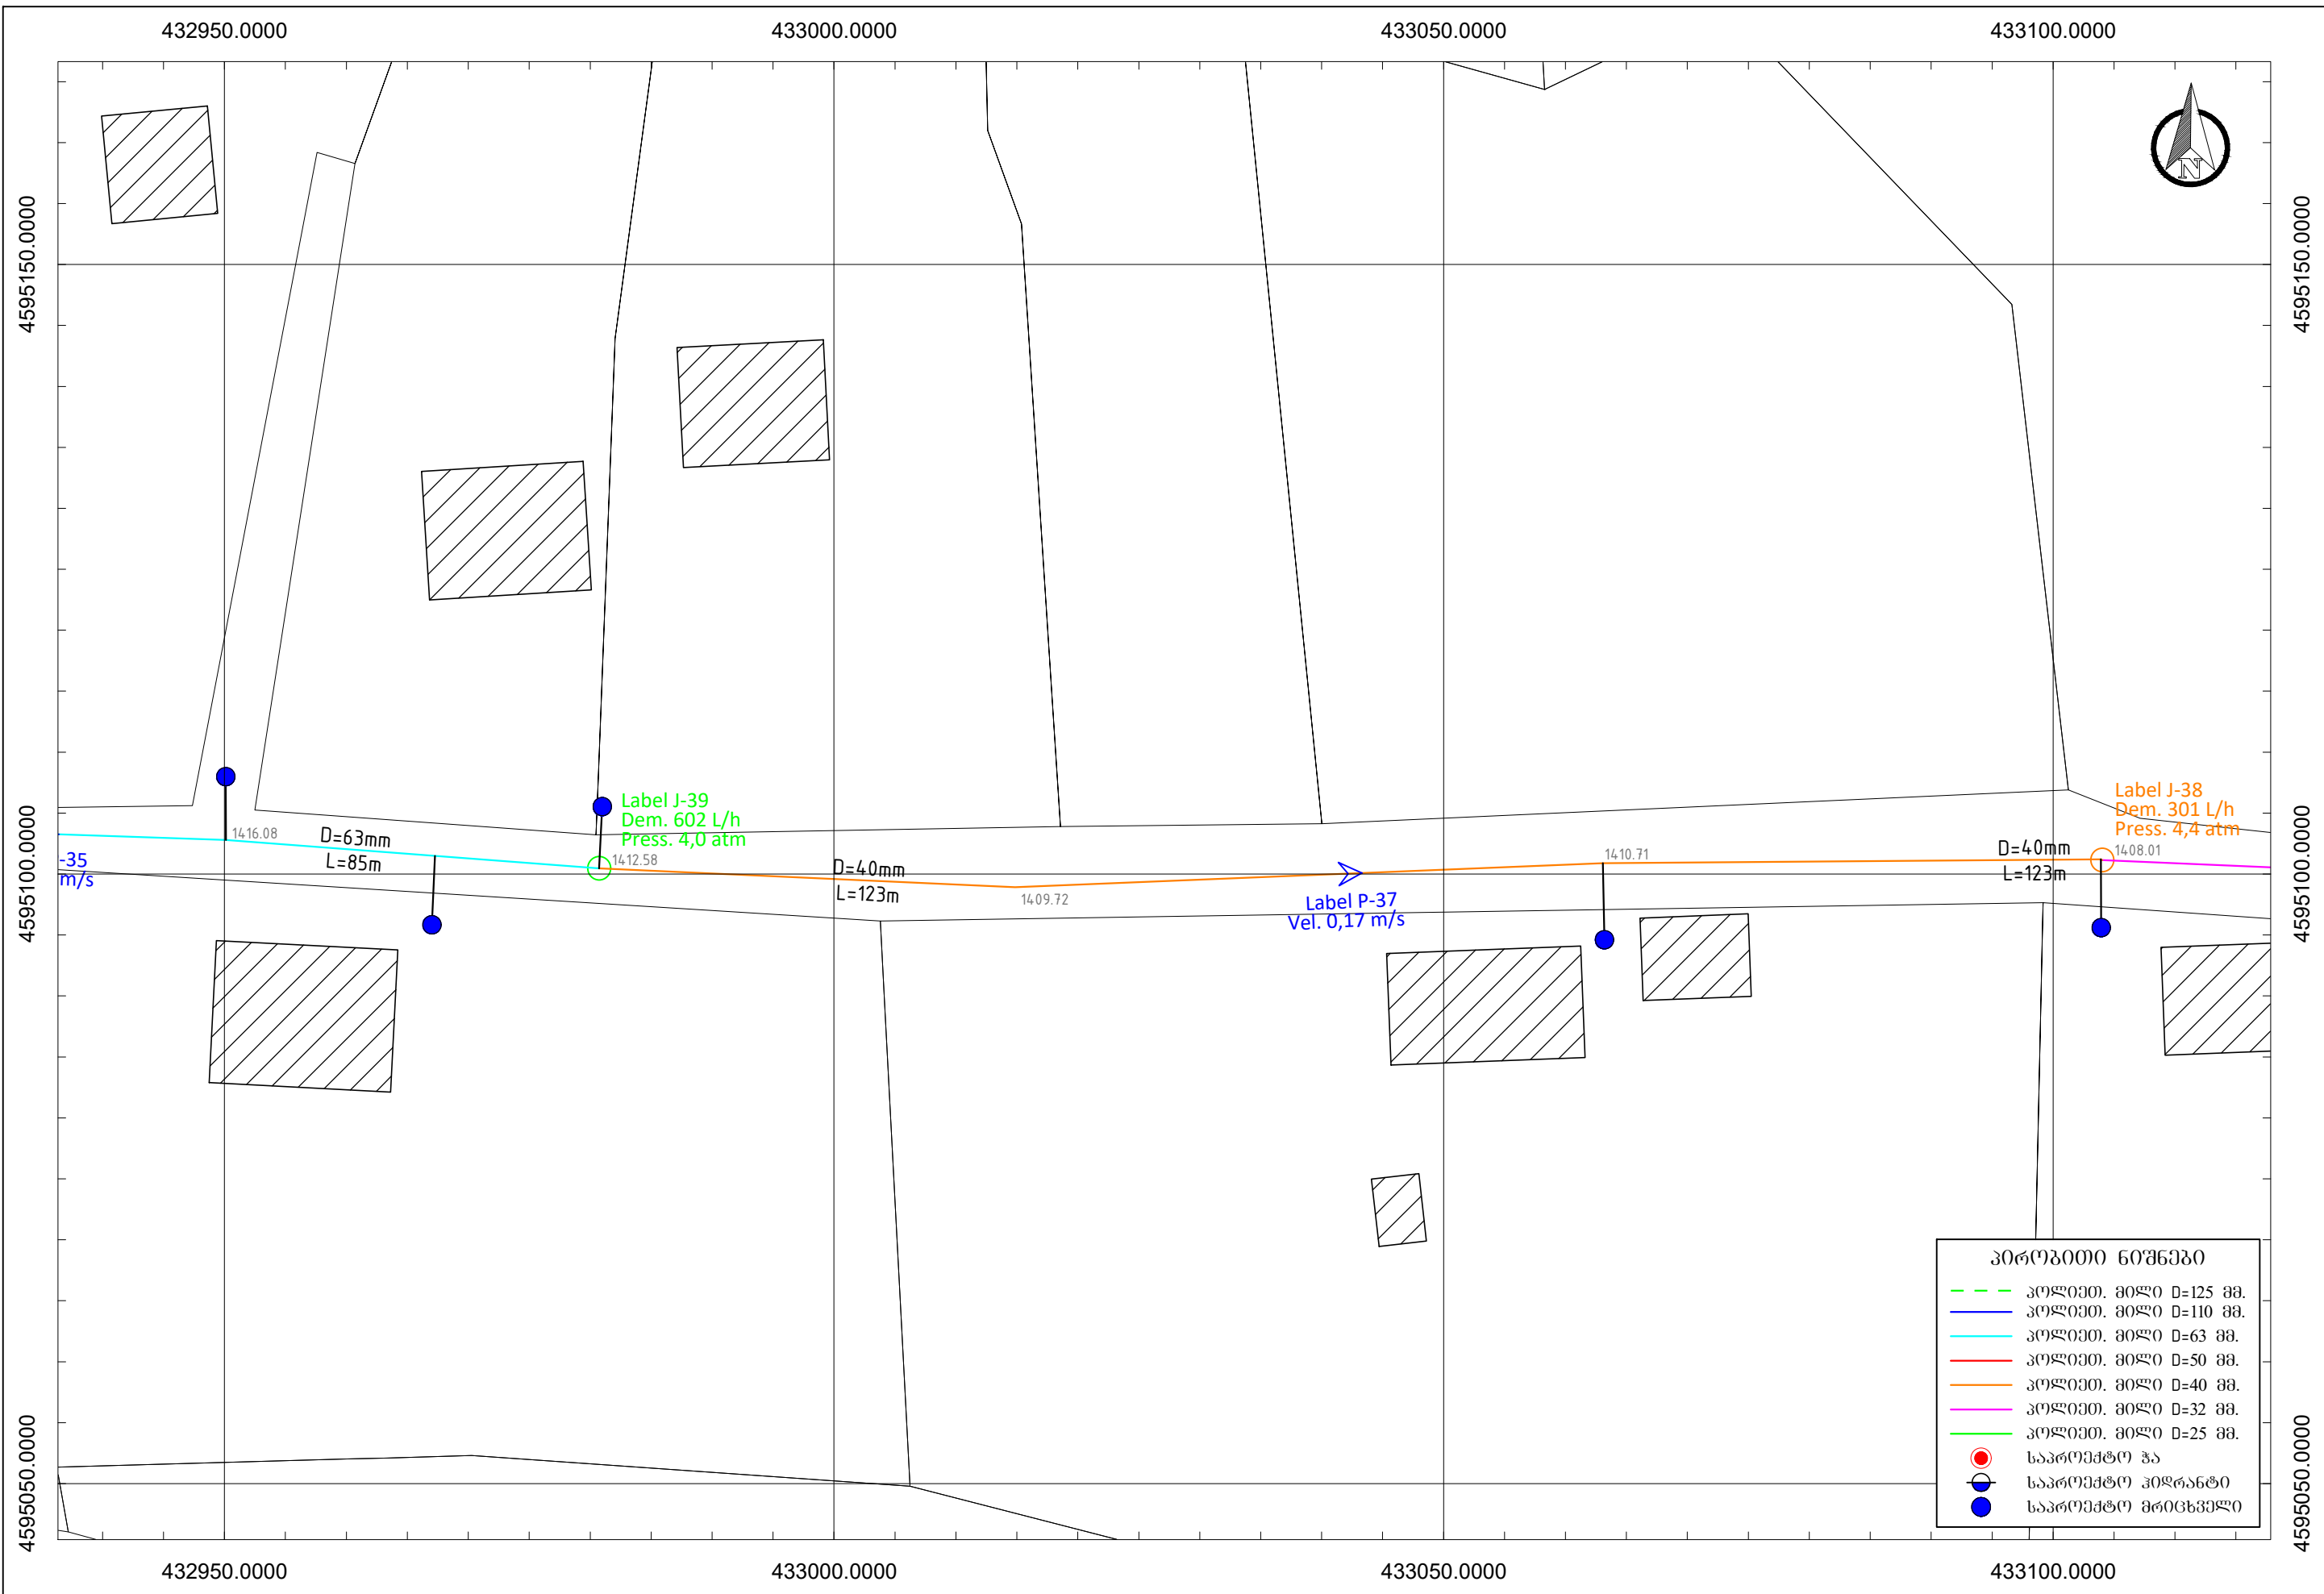 432950.0000
433000.0000
433050.0000
433100.0000
N
4595150.0000
4595150.0000
Label J-39
Dem. 602 L/h
Press. 4,0 atm
Label J-38
Dem. 301 L/h
Press. 4,4 atm
4595100.0000
4595100.0000
1416.08
D=63mm
L=85m
-35
m/s
1412.58
D=40mm
L=123m
1409.72
Label P-37
Vel. 0,17 m/s
1410.71
D=40mm
L=123m
1408.01
პირობითი ნიშნები
პოლიეთ. მილი D=125 მმ.
პოლიეთ. მილი D=110 მმ.
პოლიეთ. მილი D=63 მმ.
პოლიეთ. მილი D=50 მმ.
პოლიეთ. მილი D=40 მმ.
პოლიეთ. მილი D=32 მმ.
პოლიეთ. მილი D=25 მმ.
საპროექტო ჭა
საპროექტო ჰიდრანტი
საპროექტო მრიცხველი
4595050.0000
4595050.0000
432950.0000
433000.0000
433050.0000
433100.0000